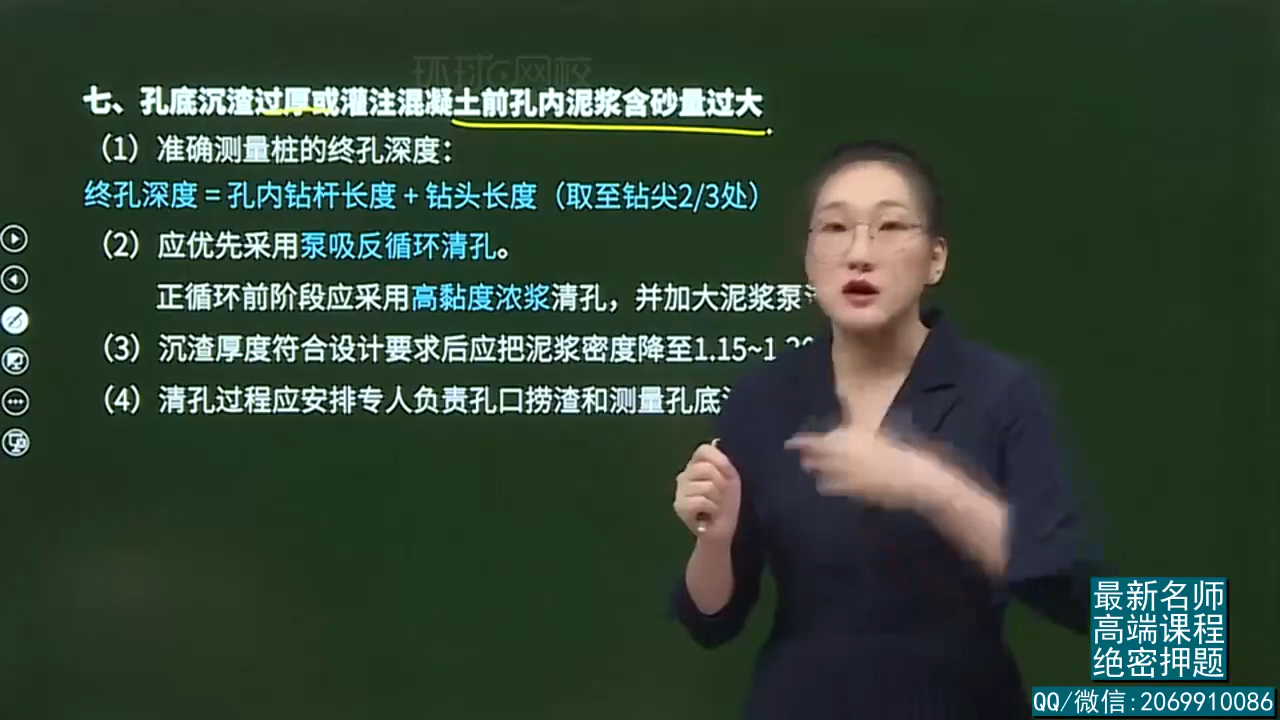 环球网校
七、孔底沉渣过厚或灌注混凝土前孔内泥浆含砂量过大
（1）准确测量桩的终孔深度：
终孔深度 = 孔内钻杆长度 + 钻头长度（取至钻尖2/3处）
（2）应优先采用泵吸反循环清孔。
正循环前阶段应采用高黏度浓浆清孔，并加大泥浆泵
（3）沉渣厚度符合设计要求后应把泥浆密度降至1.15~1.20
（4）清孔过程应安排专人负责孔口捞渣和测量孔底
最新名师
高端课程
绝密押题
QQ/微信:2069910086